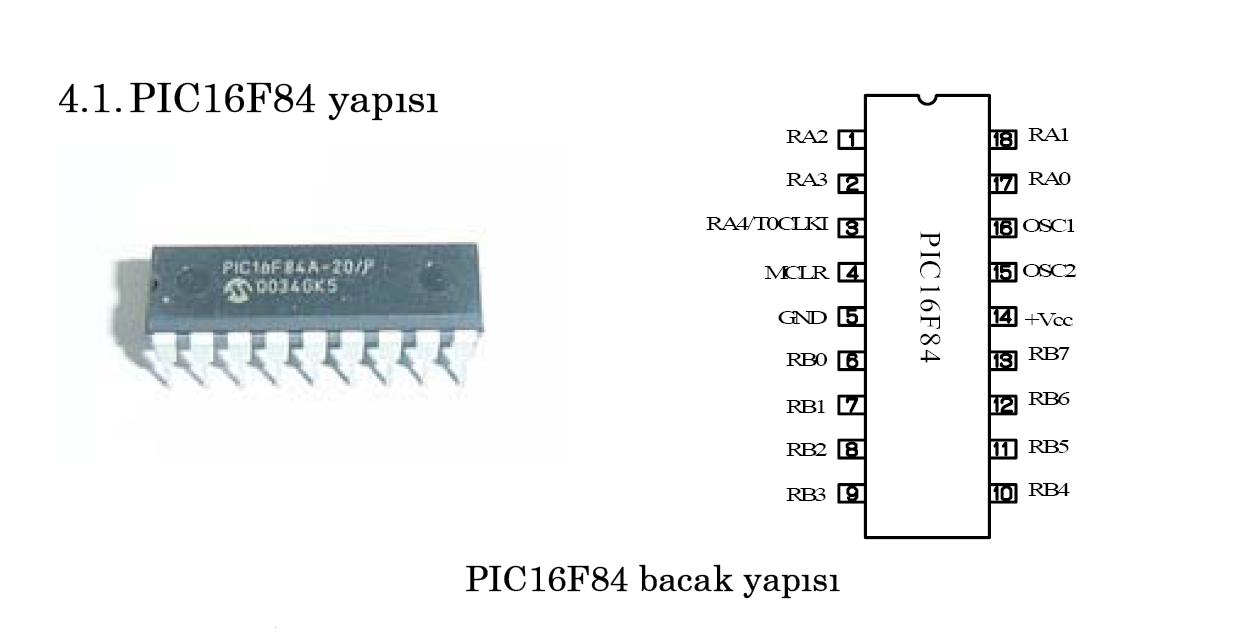 4.1. PIC16F84 yapısı
PIC16F84A-20/P
0034GK5
RA2 1
RA3 2
RA4/T0CLKI 3
MCLR 4
GND 5
RB0 6
RB1 7
RB2 8
RB3 9
PIC16F84
18 RA1
17 RA0
16 OSC1
15 OSC2
14 +Vcc
13 RB7
12 RB6
11 RB5
10 RB4
PIC16F84 bacak yapısı